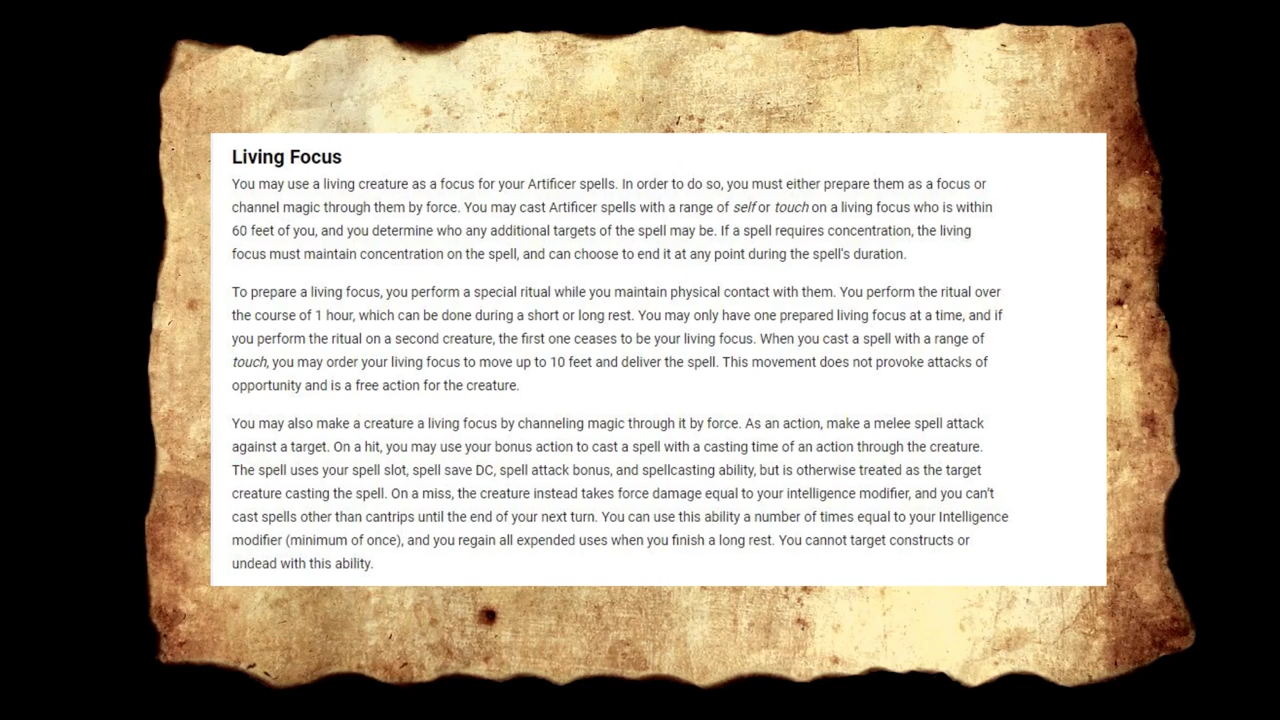 Living Focus
You may use a living creature as a focus for your Artificer spells. In order to do so, you must either prepare them as a focus or
channel magic through them by force. You may cast Artificer spells with a range of self or touch on a living focus who is within
60 feet of you, and you determine who any additional targets of the spell may be. If a spell requires concentration, the living
focus must maintain concentration on the spell, and can choose to end it at any point during the spell's duration.
To prepare a living focus, you perform a special ritual while you maintain physical contact with them. You perform the ritual over
the course of 1 hour, which can be done during a short or long rest. You may only have one prepared living focus at a time, and if
you perform the ritual on a second creature, the first one ceases to be your living focus. When you cast a spell with a range of
touch, you may order your living focus to move up to 10 feet and deliver the spell. This movement does not provoke attacks of
opportunity and is a free action for the creature.
You may also make a creature a living focus by channeling magic through it by force. As an action, make a melee spell attack
against a target. On a hit, you may use your bonus action to cast a spell with a casting time of an action through the creature.
The spell uses your spell slot, spell save DC, spell attack bonus, and spellcasting ability, but is otherwise treated as the target
creature casting the spell. On a miss, the creature instead takes force damage equal to your intelligence modifier, and you can't
cast spells other than cantrips until the end of your next turn. You can use this ability a number of times equal to your Intelligence
modifier (minimum of once), and you regain all expended uses when you finish a long rest. You cannot target constructs or
undead with this ability.